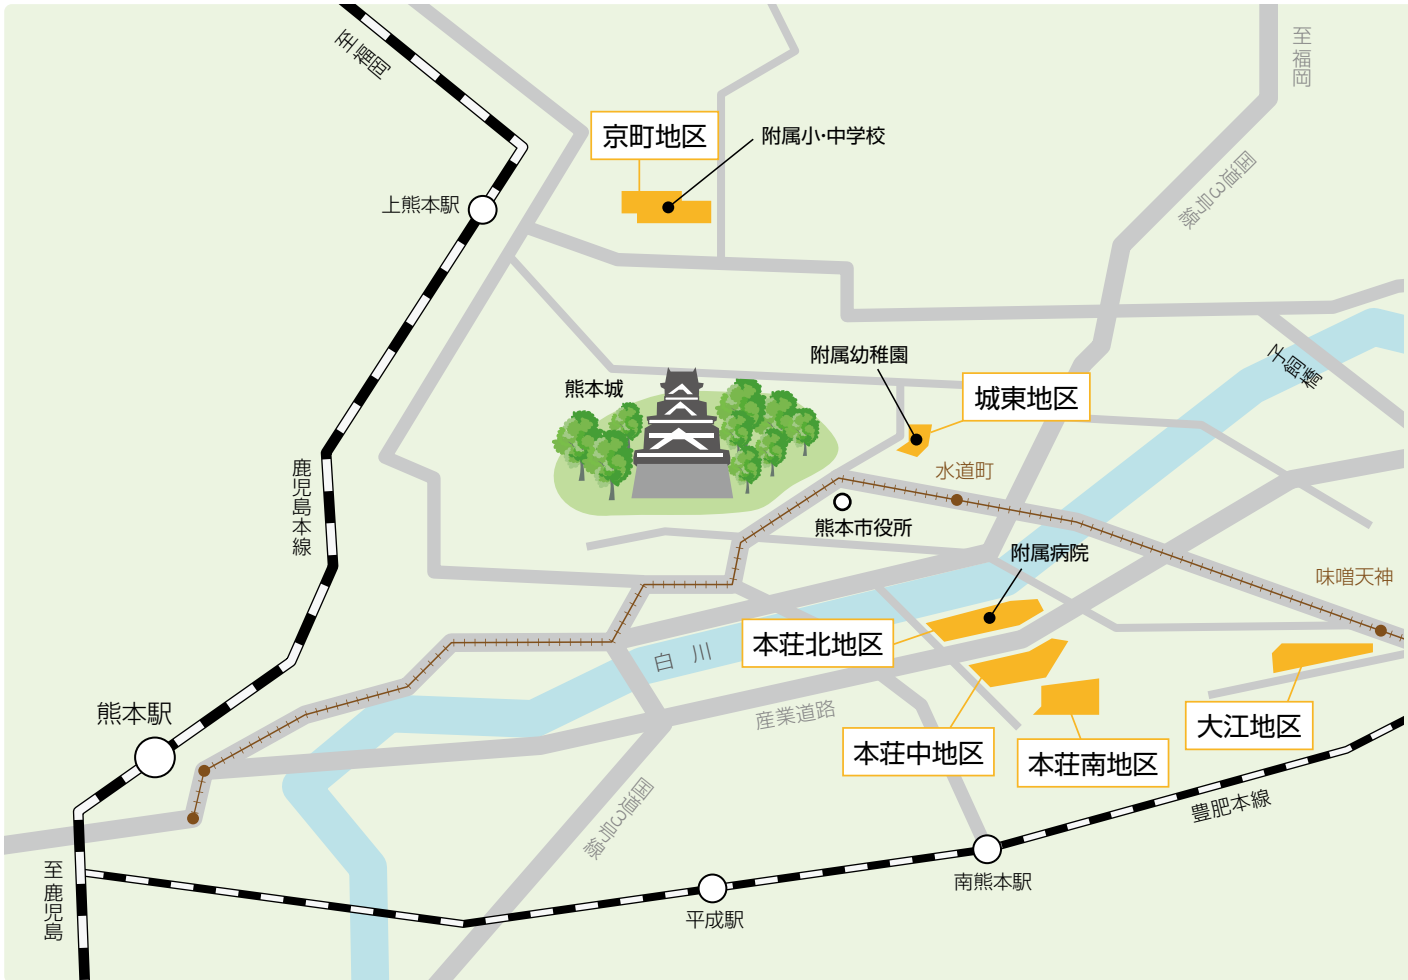 至福岡
至福岡
京町地区
附属小・中学校
国道3号線
上熊本駅
附属幼稚園
子飼橋
熊本城
城東地区
水道町
鹿児島本線
熊本市役所
附属病院
味噌天神
本荘北地区
白川
熊本駅
産業道路
大江地区
本荘中地区
本荘南地区
国道3号線
豊肥本線
至鹿児島
南熊本駅
平成駅